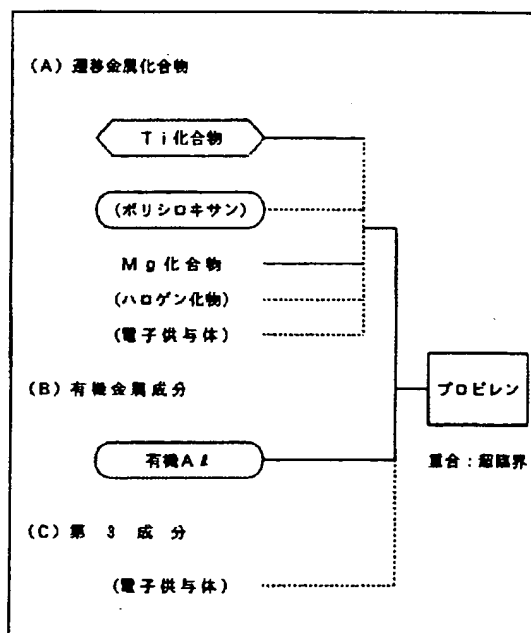 (A) 遷移金属化合物
Ti化合物
(ポリシロキサン)
Mg化合物
(ハロゲン化物)
(電子供与体)
(B) 有機金属成分
有機Aℓ
プロピレン
重合:超臨界
(C) 第3成分
(電子供与体)